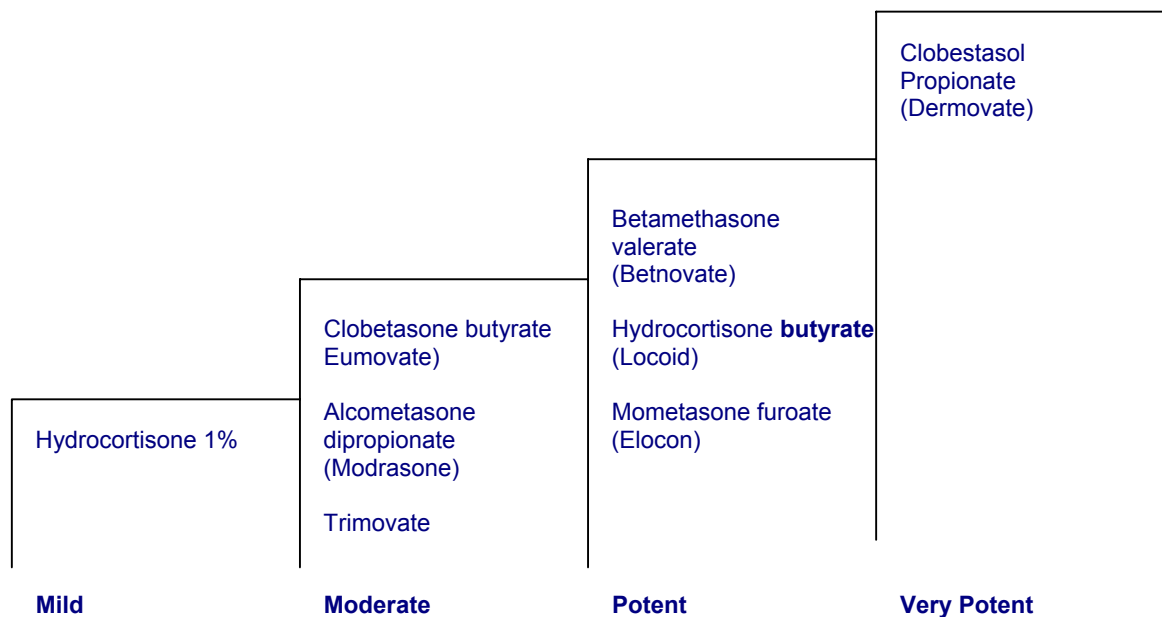 Clobestasol
Propionate
(Dermovate)
Betamethasone
valerate
(Betnovate)
Hydrocortisone butyrate
(Locoid)
Mometasone furoate
(Elocon)
Clobetasone butyrate
Eumovate)
Alcometasone
dipropionate
(Modrasone)
Trimovate
Hydrocortisone 1%
Mild
Moderate
Potent
Very Potent